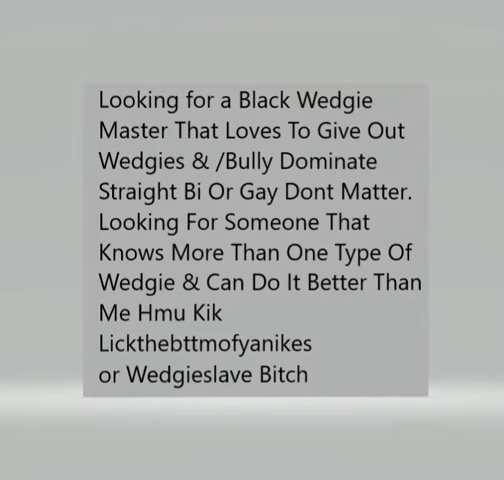 Looking for a Black Wedgie
Master That Loves To Give Out
Wedgies & /Bully Dominate
Straight Bi Or Gay Dont Matter.
Looking For Someone That
Knows More Than One Type Of
Wedgie & Can Do It Better Than
Me Hmu Kik
Lickthebttmofyanikes
or Wedgieslave Bitch